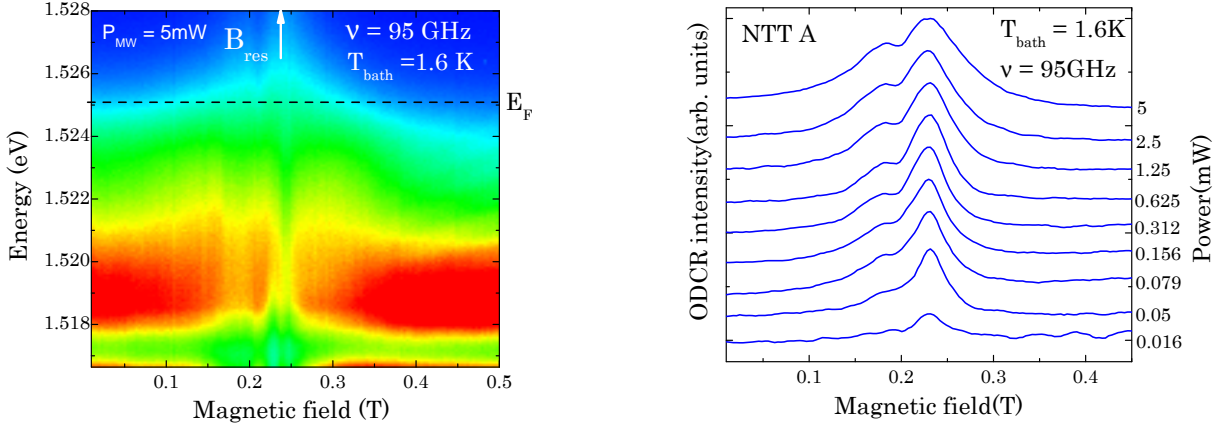 P_MW = 5mW
B_res
ν = 95 GHz
T_bath =1.6 K
E_F
1.528
1.526
1.524
1.522
1.520
1.518
Energy (eV)
0.1 0.2 0.3 0.4 0.5
Magnetic field (T)
NTT A
T_bath = 1.6K
ν = 95GHz
ODCR intensity(arb. units)
5
2.5
1.25
0.625
0.312
0.156
0.079
0.05
0.016
Power(mW)
0.1 0.2 0.3 0.4
Magnetic field(T)